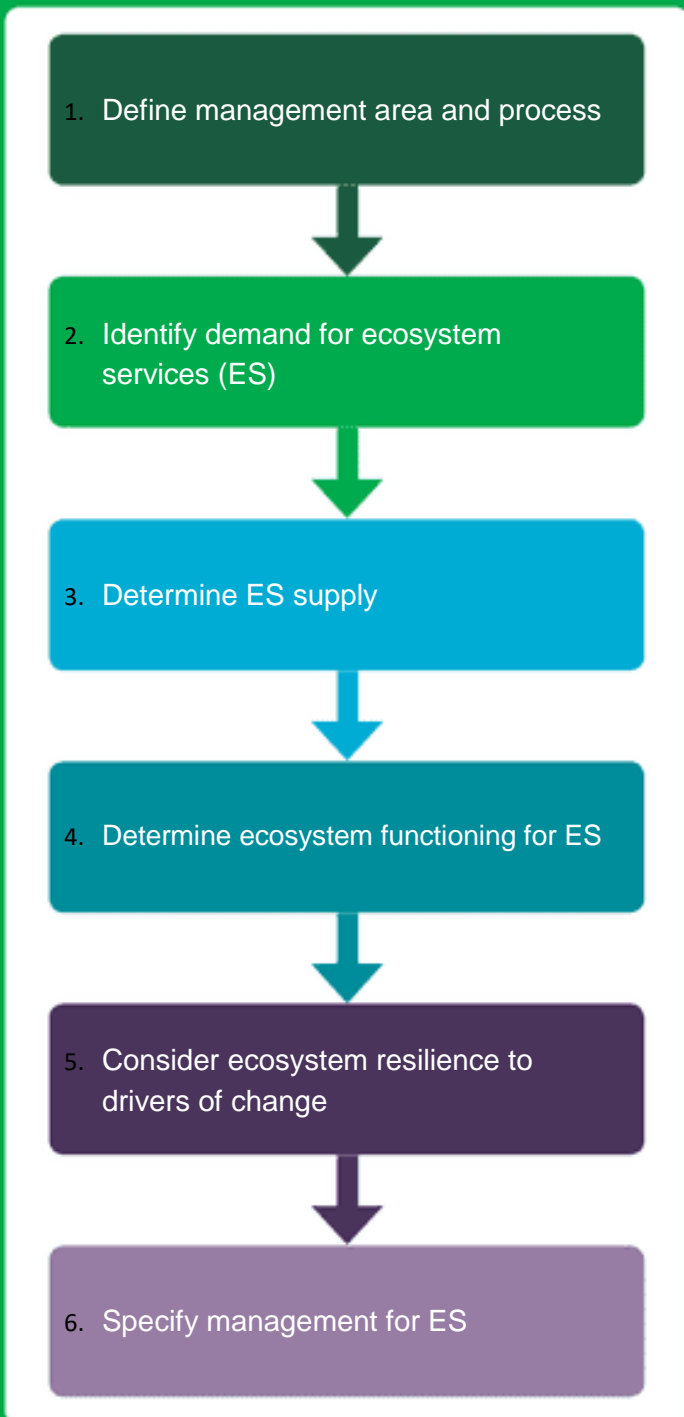 1. Define management area and process
2. Identify demand for ecosystem
services (ES)
3. Determine ES supply
4. Determine ecosystem functioning for ES
5. Consider ecosystem resilience to
drivers of change
6. Specify management for ES